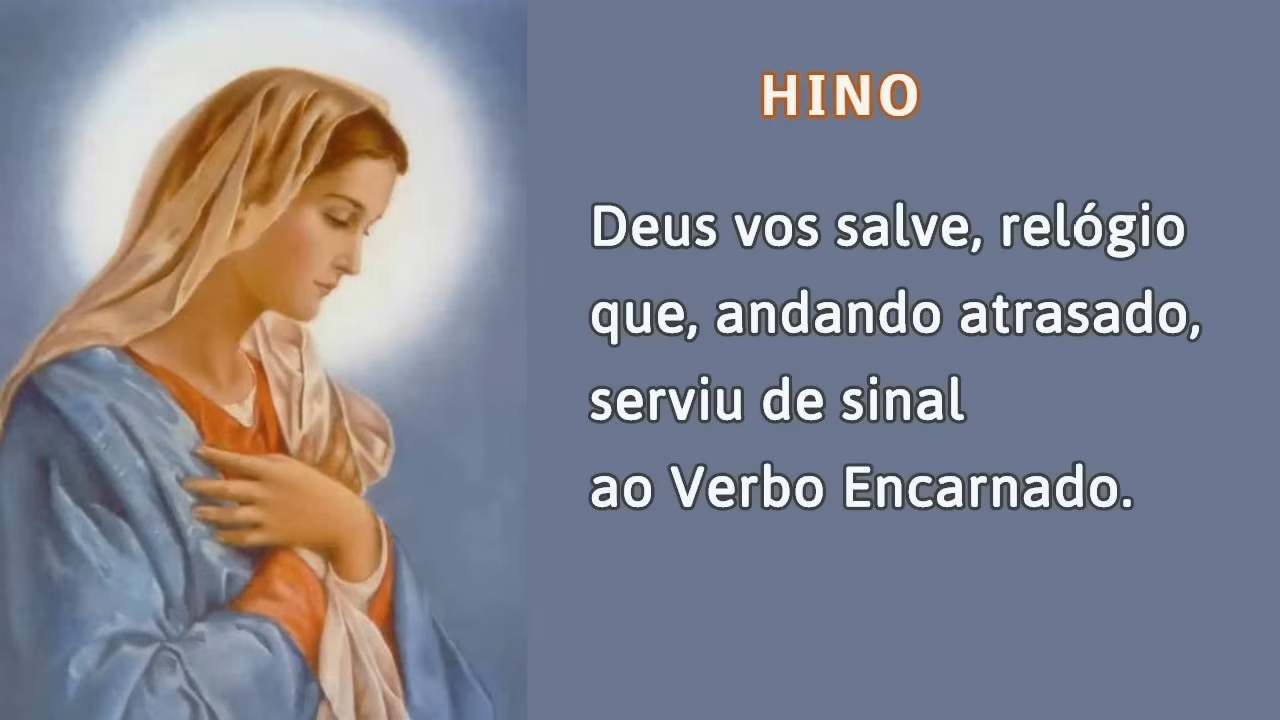 HINO
Deus vos salve, relógio
que, andando atrasado,
serviu de sinal
ao Verbo Encarnado.